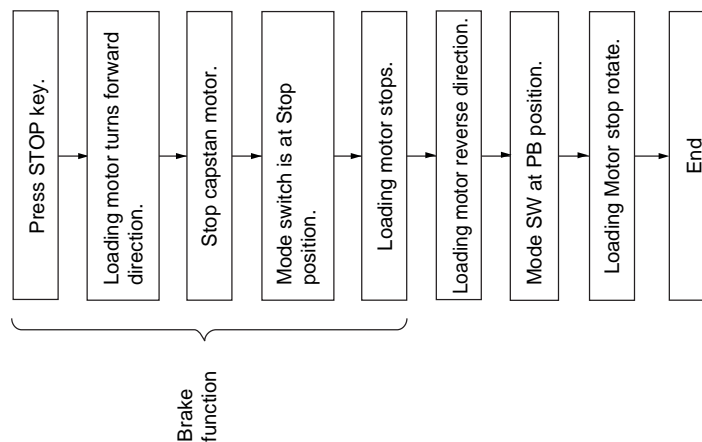 Press STOP key.
Loading motor turns forward
direction.
Stop capstan motor.
Mode switch is at Stop
position.
Loading motor stops.
Loading motor reverse direction.
Mode SW at PB position.
Loading Motor stop rotate.
End
Brake
function